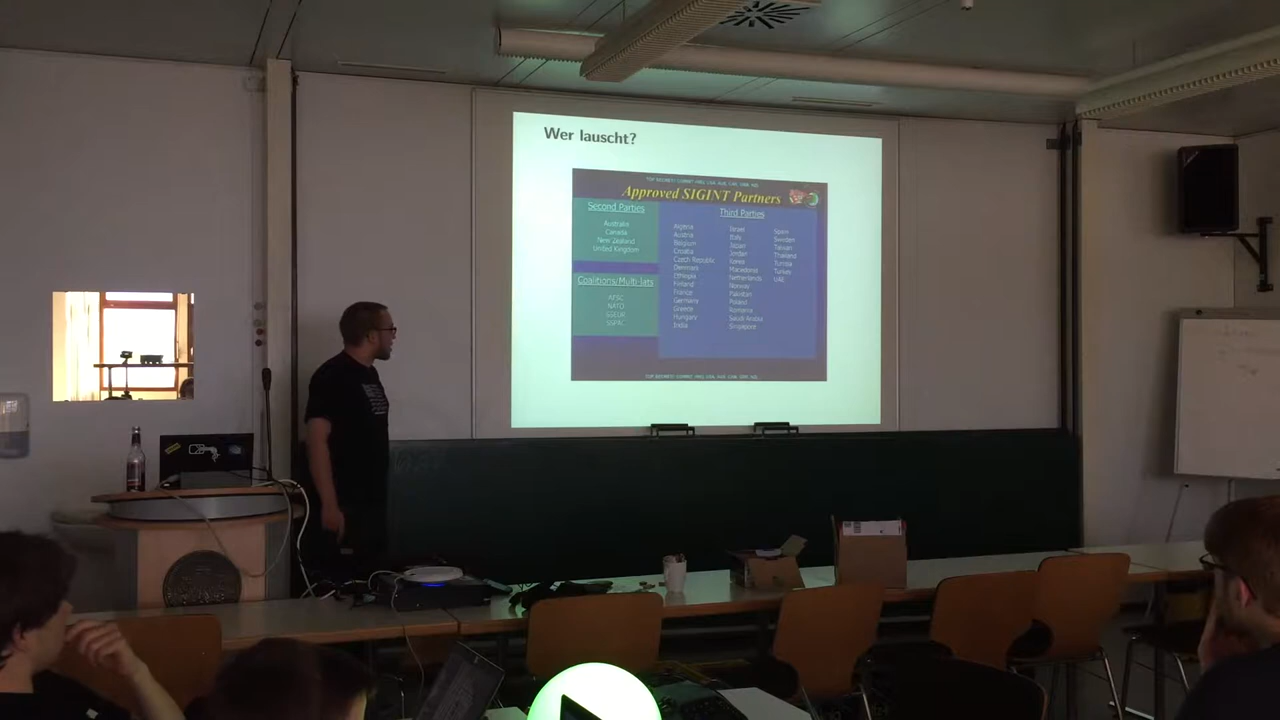 Wer lauscht?
Approved SIGINT Partners
Second Parties
Australia
Canada
New Zealand
United Kingdom
Coalitions/Multi-lats
AFSC
NATO
SSEUR
SSPAC
Third Parties
Algeria
Austria
Belgium
Croatia
Czech Republic
Denmark
Ethiopia
Finland
France
Germany
Greece
Hungary
India
Israel
Italy
Japan
Jordan
Korea
Macedonia
Netherlands
Norway
Pakistan
Poland
Romania
Saudi Arabia
Singapore
Spain
Sweden
Taiwan
Thailand
Tunisia
Turkey
UAE